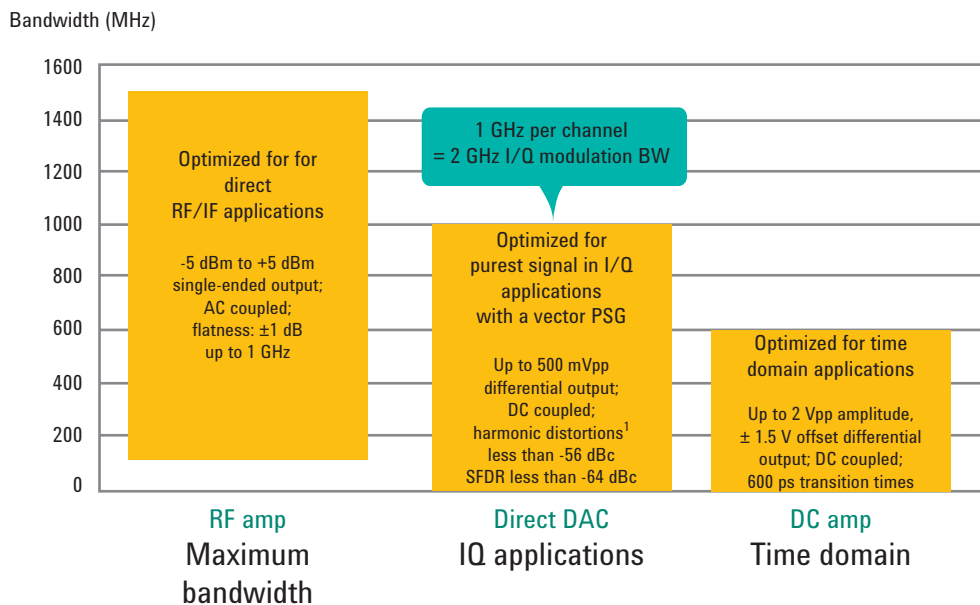 Bandwidth (MHz)
1600
1400
1200
1000
800
600
400
200
0
Optimized for for
direct
RF/IF applications
-5 dBm to +5 dBm
single-ended output;
AC coupled;
flatness: ±1 dB
up to 1 GHz
1 GHz per channel
= 2 GHz I/Q modulation BW
Optimized for
purest signal in I/Q
applications
with a vector PSG
Up to 500 mVpp
differential output;
DC coupled;
harmonic distortions¹
less than -56 dBc
SFDR less than -64 dBc
Optimized for time
domain applications
Up to 2 Vpp amplitude,
± 1.5 V offset differential
output; DC coupled;
600 ps transition times
RF amp
Maximum
bandwidth
Direct DAC
IQ applications
DC amp
Time domain